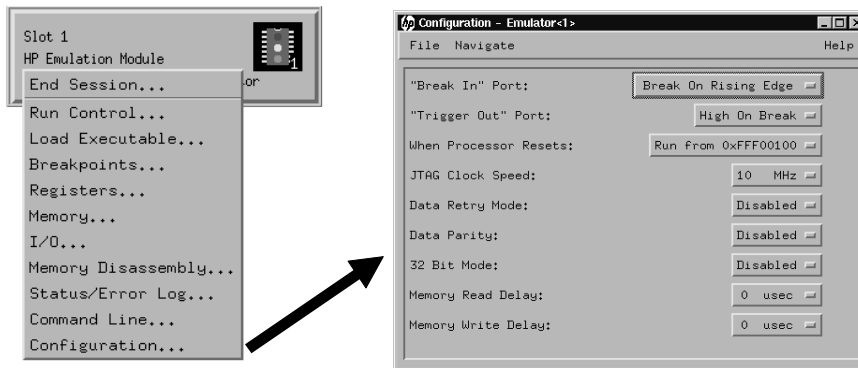 Slot 1
HP Emulation Module
1
or
End Session...
Run Control...
Load Executable...
Breakpoints...
Registers...
Memory...
I/O...
Memory Disassembly...
Status/Error Log...
Command Line...
Configuration...
hp Configuration - Emulator<1>
File Navigate Help
"Break In" Port: Break On Rising Edge
"Trigger Out" Port: High On Break
When Processor Resets: Run from 0xFFF00100
JTAG Clock Speed: 10 MHz
Data Retry Mode: Disabled
Data Parity: Disabled
32 Bit Mode: Disabled
Memory Read Delay: 0 usec
Memory Write Delay: 0 usec